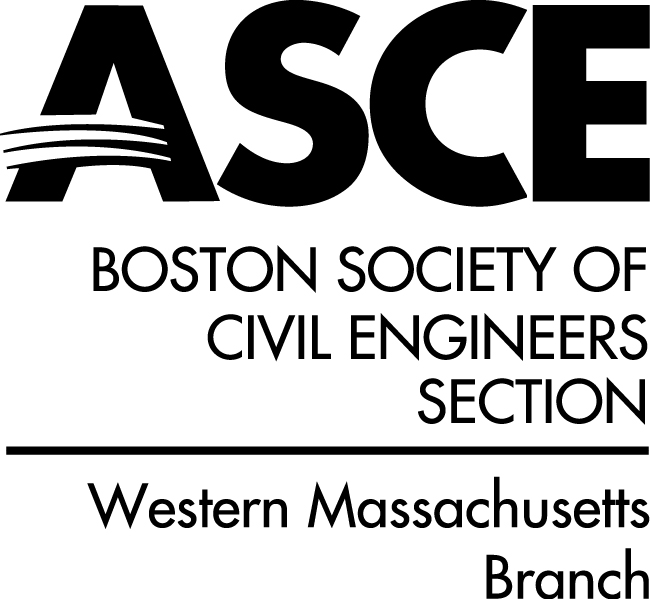 ASCE
BOSTON SOCIETY OF
CIVIL ENGINEERS
SECTION
Western Massachusetts
Branch